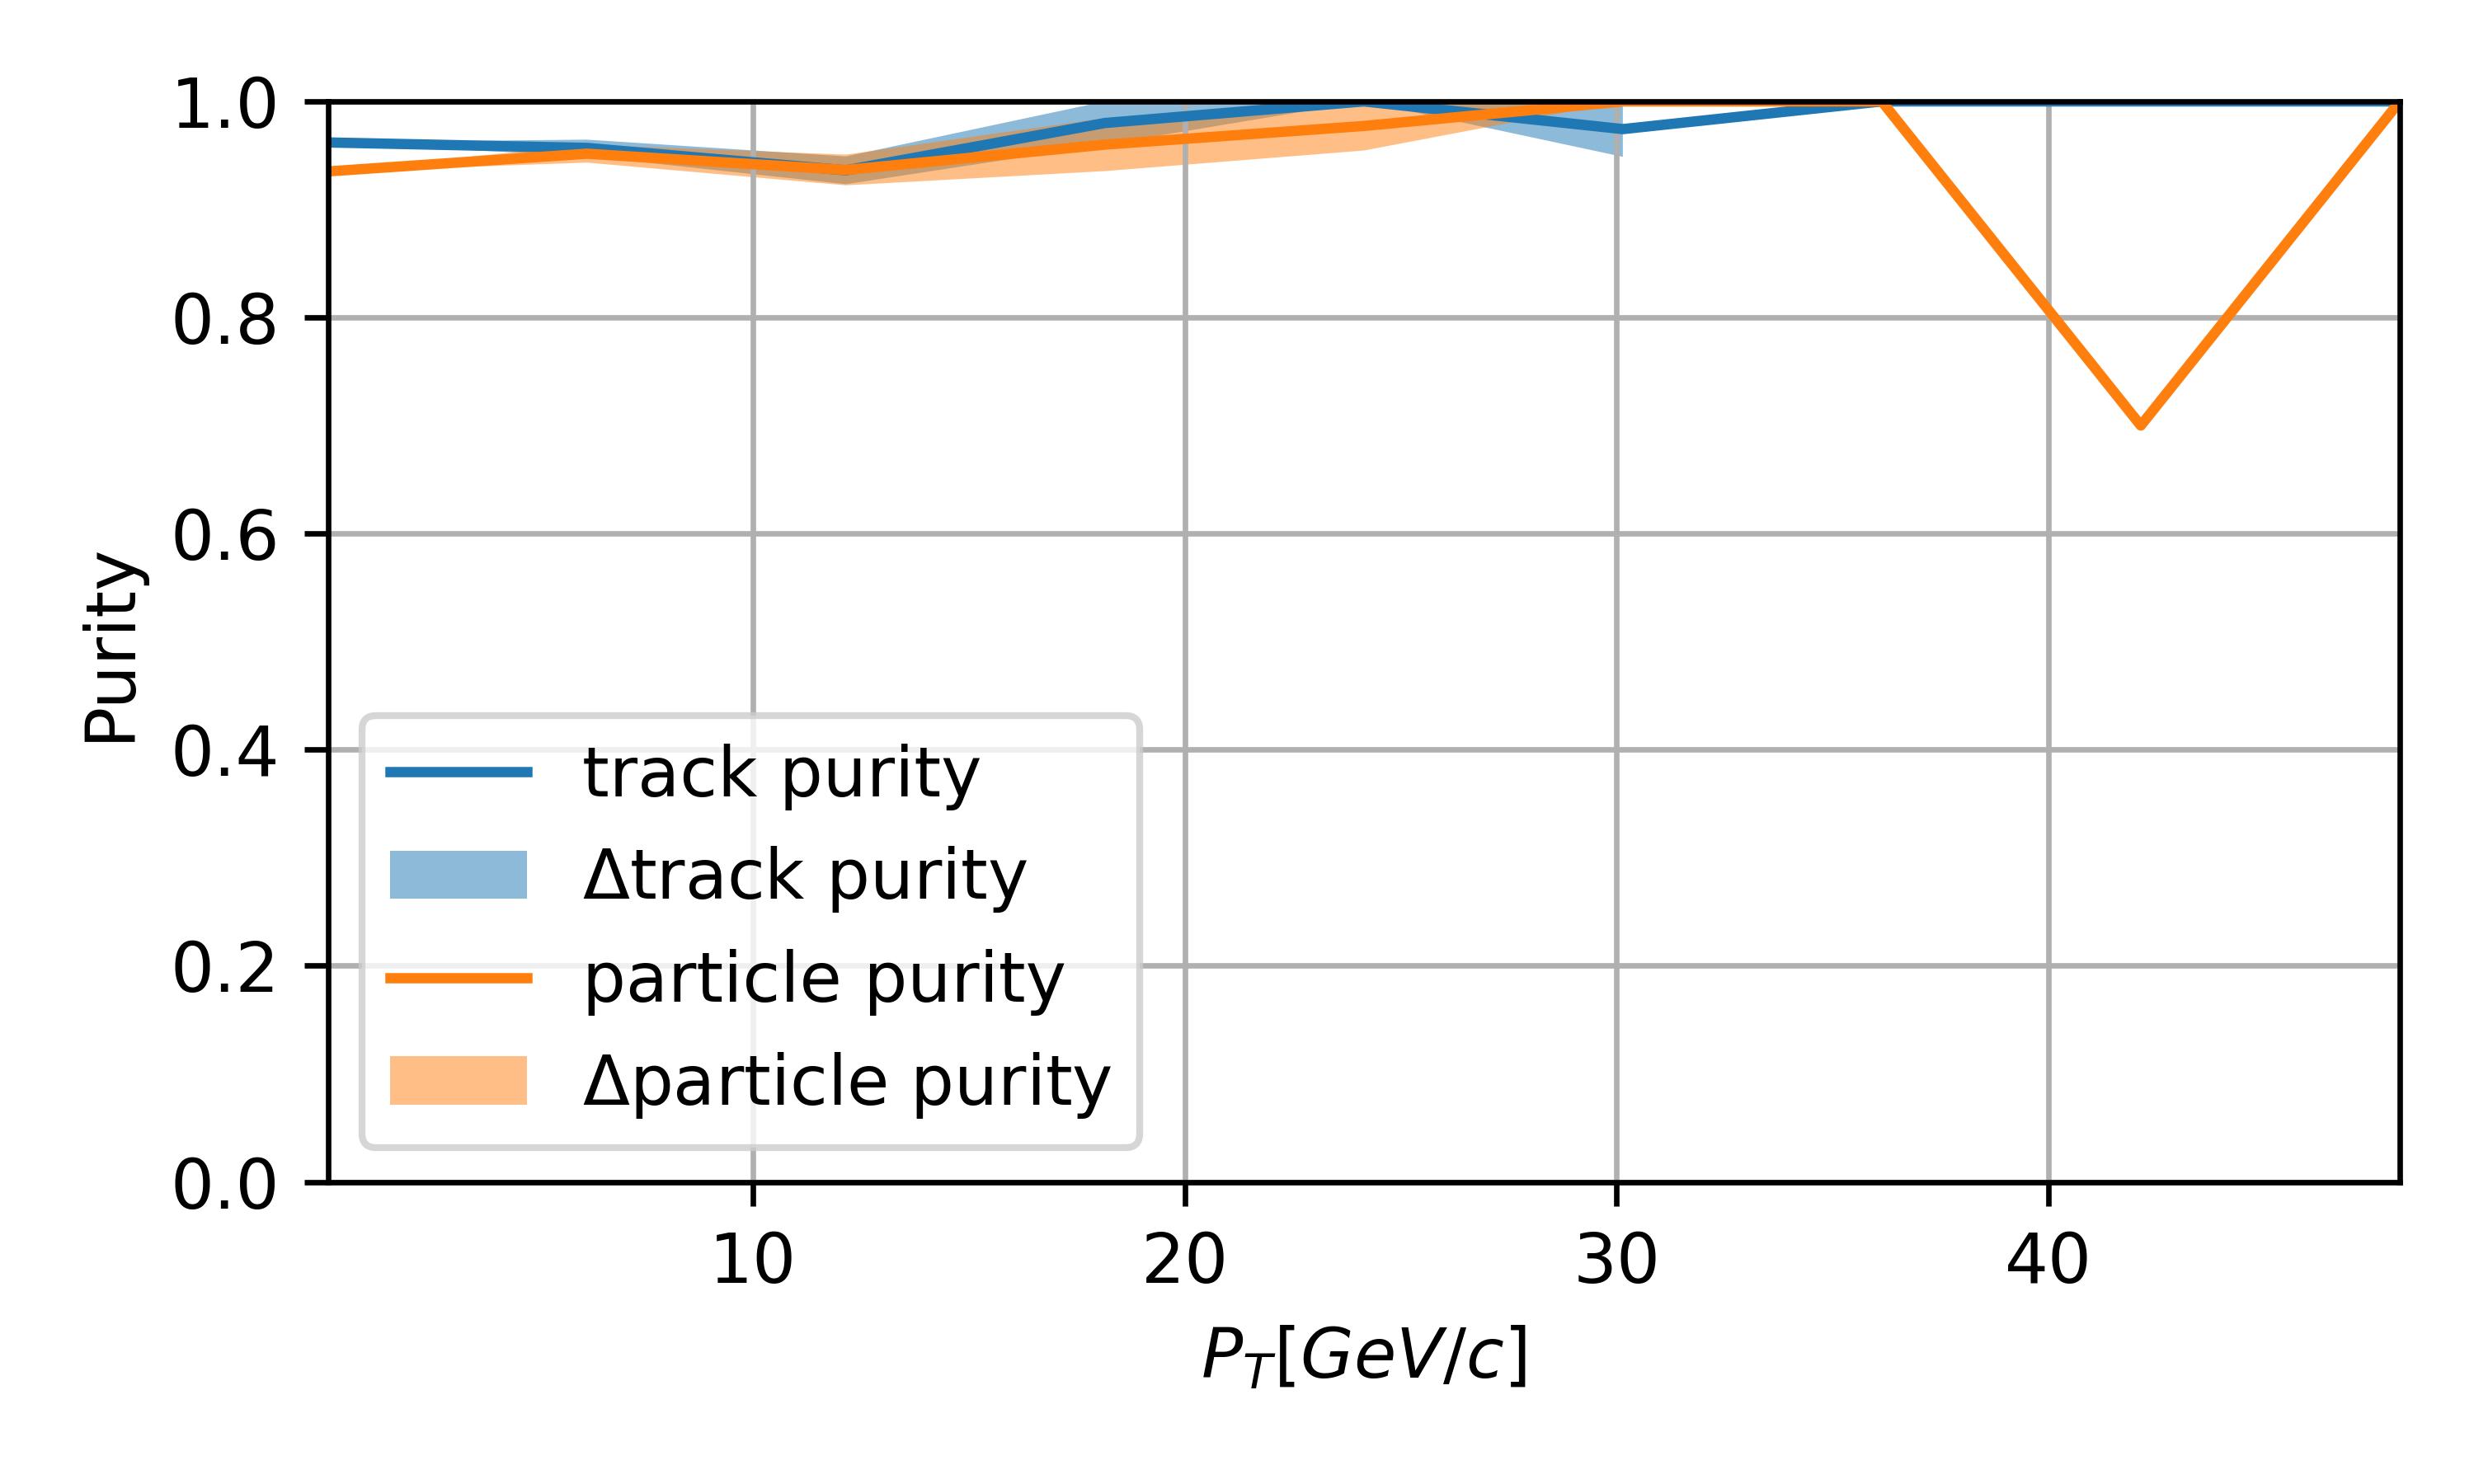 1.0
0.8
0.6
0.4
0.2
0.0
Purity
track purity
Δtrack purity
particle purity
Δparticle purity
10 20 30 40
P_T[GeV/c]